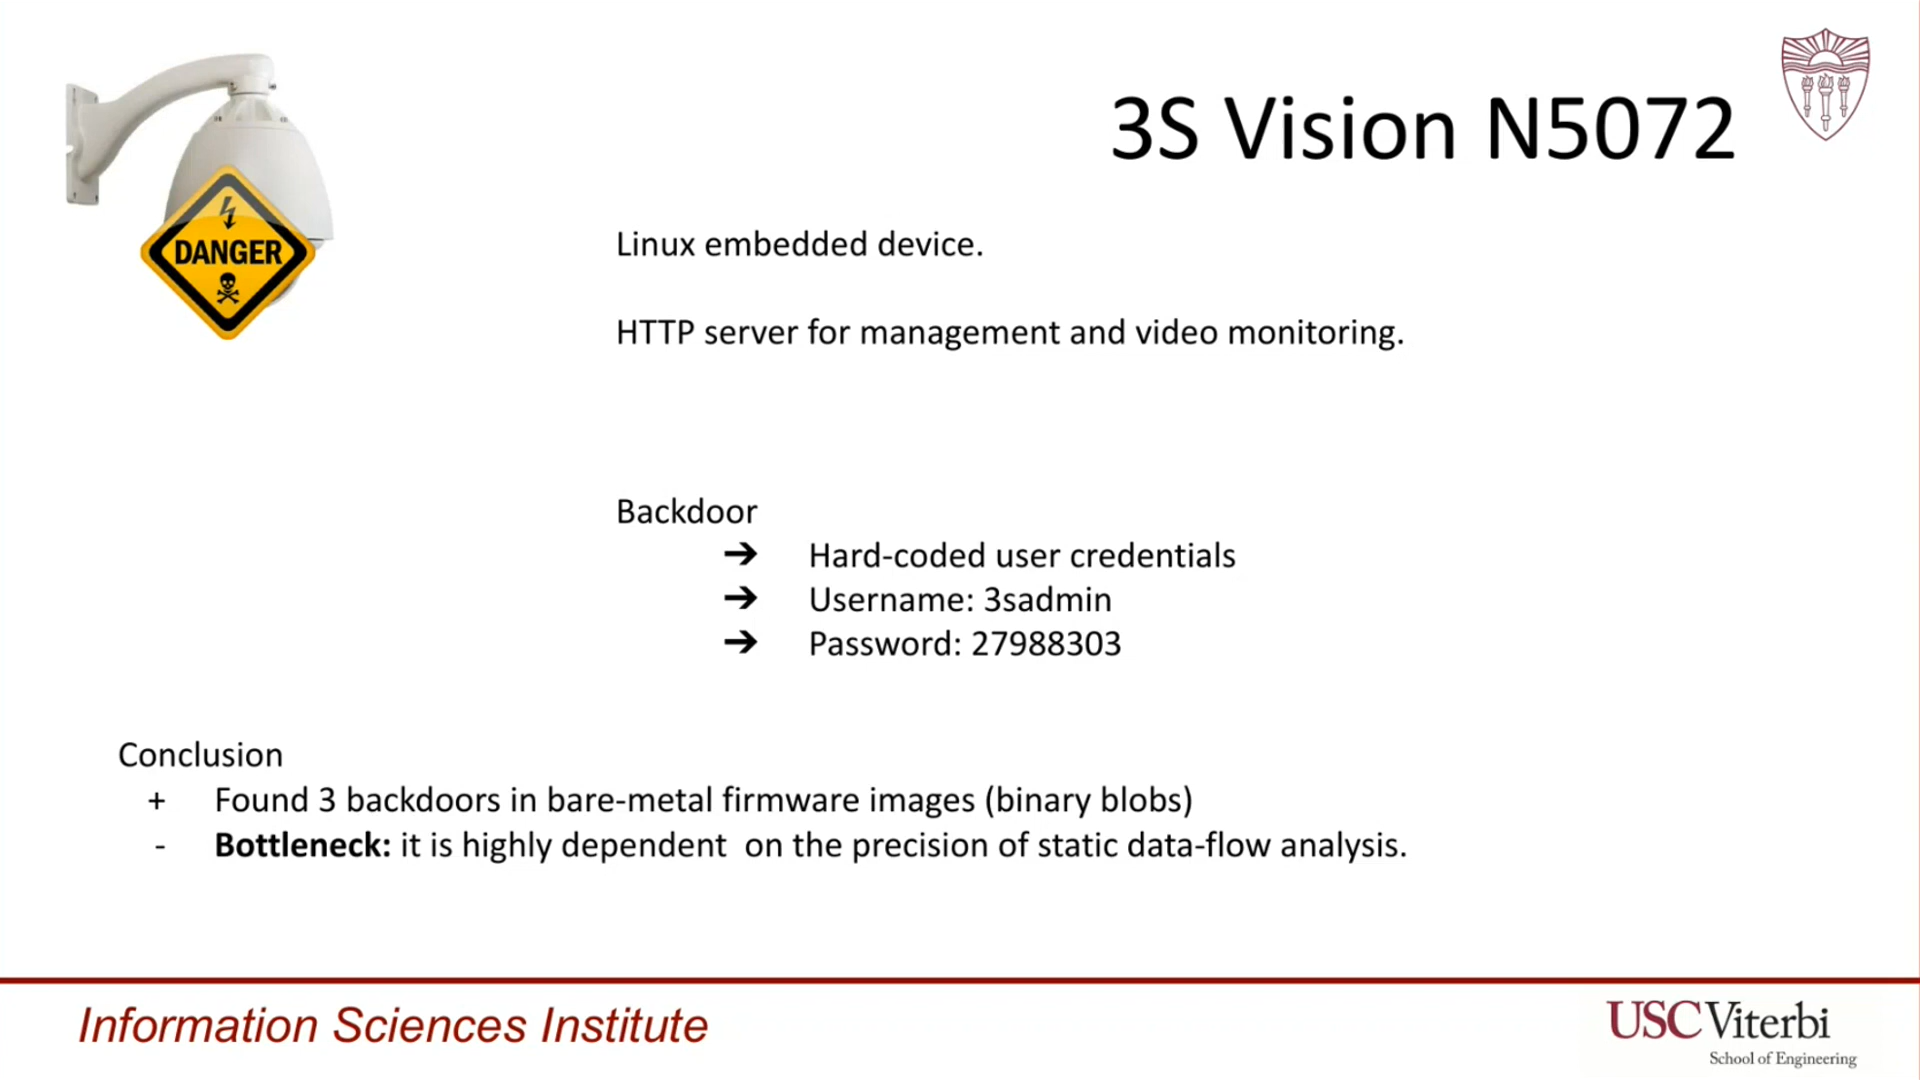 3S Vision N5072
DANGER
Linux embedded device.
HTTP server for management and video monitoring.
Backdoor
➔ Hard-coded user credentials
➔ Username: 3sadmin
➔ Password: 27988303
Conclusion
+ Found 3 backdoors in bare-metal firmware images (binary blobs)
- Bottleneck: it is highly dependent  on the precision of static data-flow analysis.
Information Sciences Institute
USC Viterbi
School of Engineering